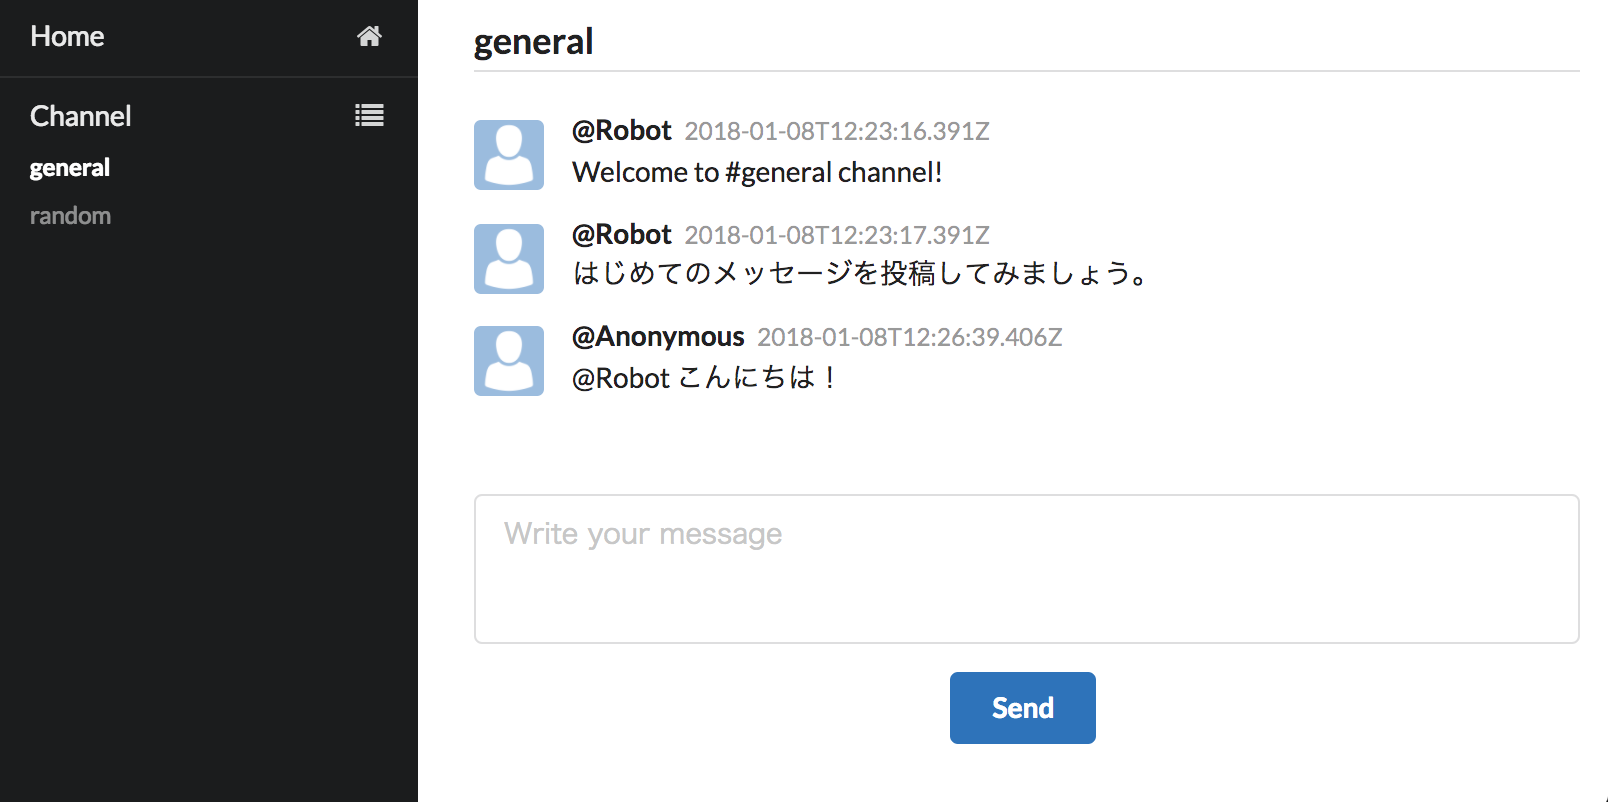 Home
Channel
general
random
general
@Robot 2018-01-08T12:23:16.391Z
Welcome to #general channel!
@Robot 2018-01-08T12:23:17.391Z
はじめてのメッセージを投稿してみましょう。
@Anonymous 2018-01-08T12:26:39.406Z
@Robot こんにちは！
Write your message
Send